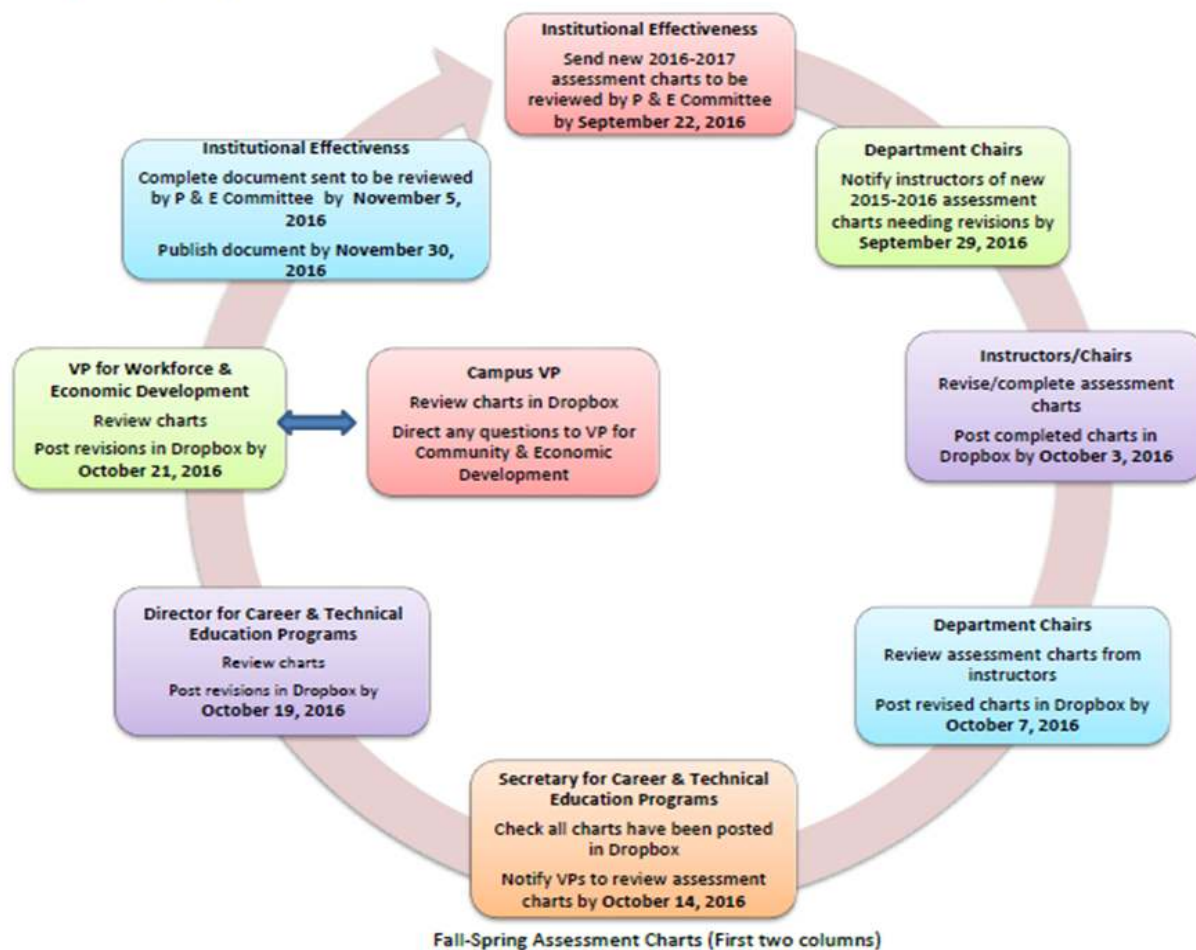 Institutional Effectiveness
Send new 2016-2017
assessment charts to be
reviewed by P & E Committee
by September 22, 2016
Department Chairs
Notify instructors of new
2015-2016 assessment
charts needing revisions by
September 29, 2016
Instructors/Chairs
Revise/complete assessment
charts
Post completed charts in
Dropbox by October 3, 2016
Department Chairs
Review assessment charts from
instructors
Post revised charts in Dropbox by
October 7, 2016
Secretary for Career & Technical
Education Programs
Check all charts have been posted
in Dropbox
Notify VPs to review assessment
charts by October 14, 2016
Director for Career & Technical
Education Programs
Review charts
Post revisions in Dropbox by
October 19, 2016
VP for Workforce &
Economic Development
Review charts
Post revisions in Dropbox by
October 21, 2016
Campus VP
Review charts in Dropbox
Direct any questions to VP for
Community & Economic
Development
Institutional Effectivenss
Complete document sent to be reviewed
by P & E Committee by November 5,
2016
Publish document by November 30,
2016
Fall-Spring Assessment Charts (First two columns)